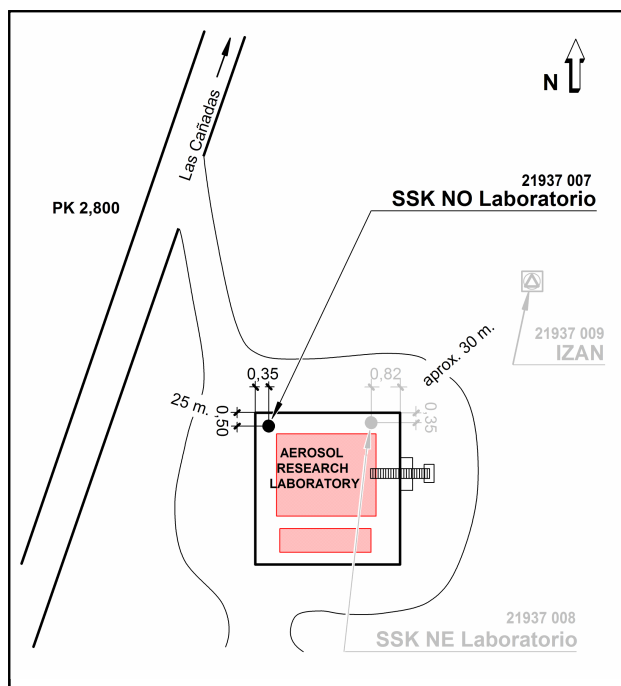 N
Las Cañadas
PK 2,800
21937 007
SSK NO Laboratorio
21937 009
IZAN
aprox. 30 m.
0,35
0,82
25 m.
0,50
0,35
AEROSOL
RESEARCH
LABORATORY
21937 008
SSK NE Laboratorio